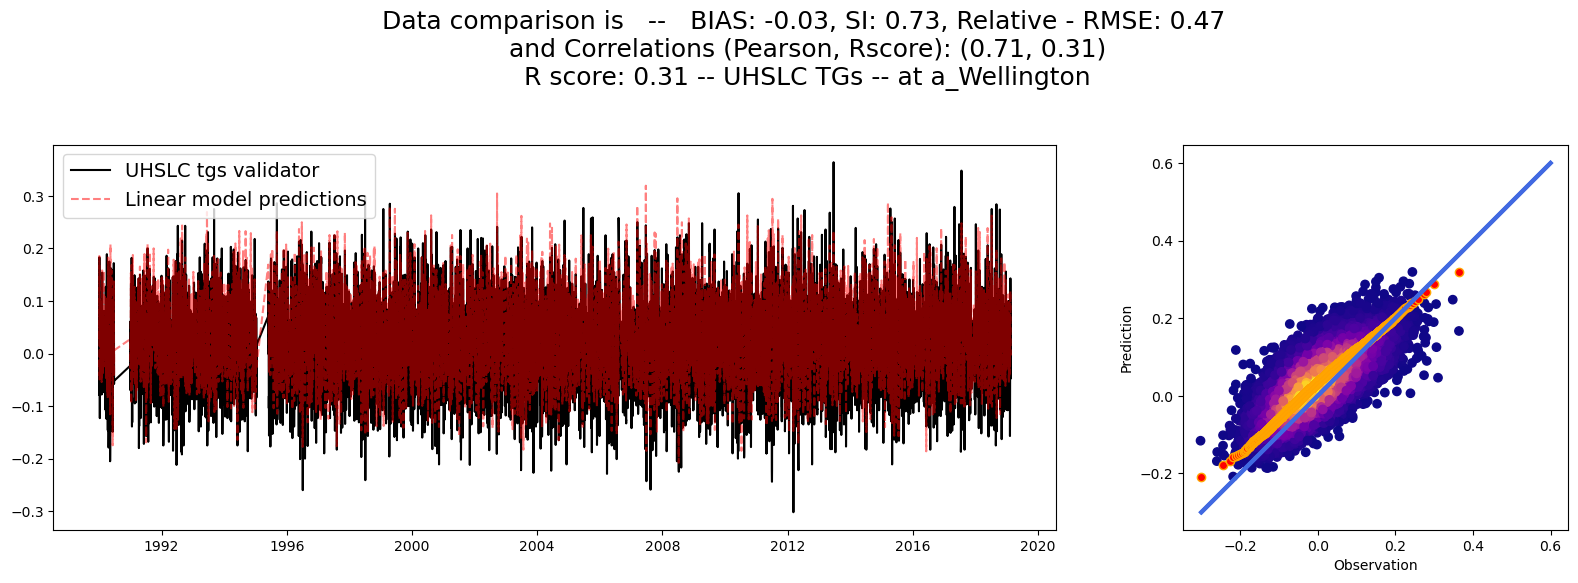 Data comparison is   --   BIAS: -0.03, SI: 0.73, Relative - RMSE: 0.47
and Correlations (Pearson, Rscore): (0.71, 0.31)
R score: 0.31 -- UHSLC TGs -- at a_Wellington
UHSLC tgs validator
Linear model predictions
0.3
0.2
0.1
0.0
−0.1
−0.2
−0.3
1992 1996 2000 2004 2008 2012 2016 2020
Prediction
0.6
0.4
0.2
0.0
−0.2
−0.2 0.0 0.2 0.4 0.6
Observation